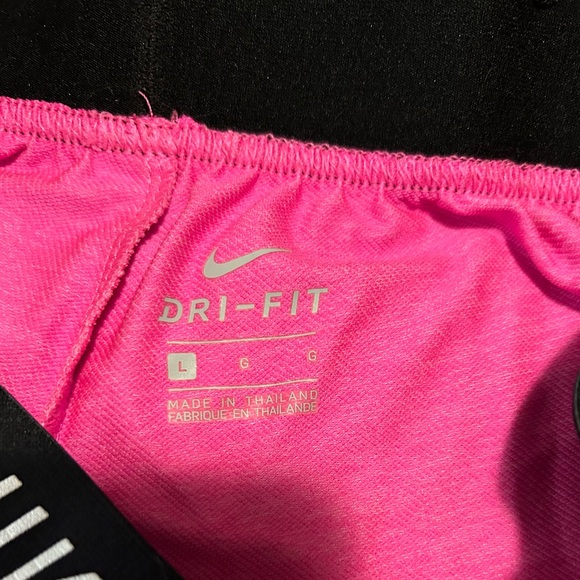 DRI-FIT
L G G
MADE IN THAILAND
FABRIQUE EN THAILANDE